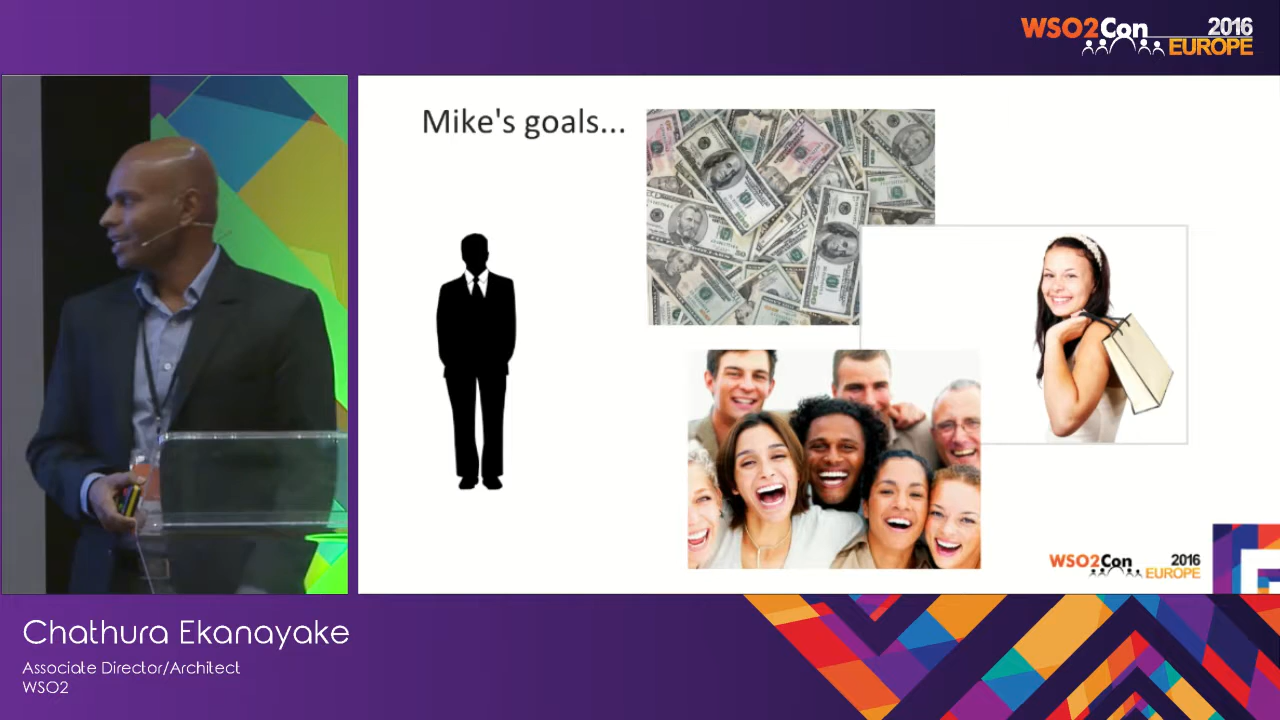 WSO2Con 2016
EUROPE
Mike's goals...
WSO2Con 2016
EUROPE
Chathura Ekanayake
Associate Director/Architect
WSO2